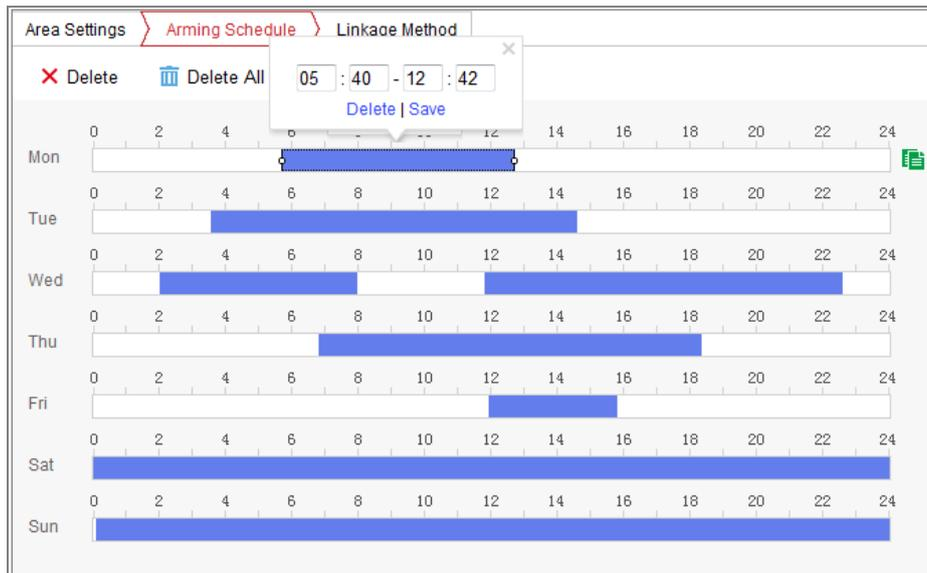 Area Settings Arming Schedule Linkage Method
Delete Delete All
05 : 40 - 12 : 42
Delete | Save
0 2 4 6 8 12 14 16 18 20 22 24
Mon
0 2 4 6 8 10 12 14 16 18 20 22 24
Tue
0 2 4 6 8 10 12 14 16 18 20 22 24
Wed
0 2 4 6 8 10 12 14 16 18 20 22 24
Thu
0 2 4 6 8 10 12 14 16 18 20 22 24
Fri
0 2 4 6 8 10 12 14 16 18 20 22 24
Sat
0 2 4 6 8 10 12 14 16 18 20 22 24
Sun